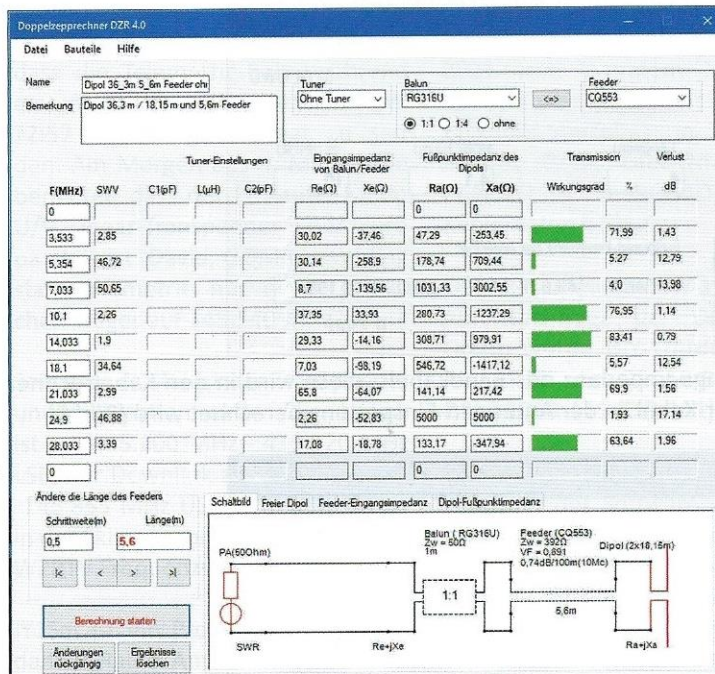 Doppelzepprechner DZR 4.0
Datei Bauteile Hilfe
Name
Dipol 36_3m 5_6m Feeder ohr
Bemerkung
Dipol 36,3 m / 18,15 m und 5,6m Feeder
Tuner Balun Feeder
Ohne Tuner RG316U <=> CQ553
1:1 1:4 ohne
Tuner-Einstellungen Eingangsimpedanz von Balun/Feeder Fußpunktimpedanz des Dipols Transmission Verlust
F(MHz) SWV C1(pF) L(µH) C2(pF) Re(Ω) Xe(Ω) Ra(Ω) Xa(Ω) Wirkungsgrad % dB
0 0 0
3,533 2,85 30,02 -37,46 47,29 -253,45 71,99 1,43
5,354 46,72 30,14 -258,9 178,74 709,44 5,27 12,79
7,033 50,65 8,7 -139,56 1031,33 3002,55 4,0 13,98
10,1 2,26 37,35 33,93 280,73 -1237,29 76,95 1,14
14,033 1,9 29,33 -14,16 308,71 979,91 83,41 0,79
18,1 34,64 7,03 -98,19 546,72 -1417,12 5,57 12,54
21,033 2,99 65,8 -64,07 141,14 217,42 69,9 1,56
24,9 46,88 2,26 -52,83 5000 5000 1,93 17,14
28,033 3,39 17,08 -18,78 133,17 -347,94 63,64 1,96
0 0 0
Ändere die Länge des Feeders
Schrittweite(m) Länge(m)
0,5 5,6
|< < > >|
Berechnung starten
Änderungen rückgängig
Ergebnisse löschen
Schaltbild Freier Dipol Feeder-Eingangsimpedanz Dipol-Fußpunktimpedanz
PA(50Ohm)
Balun ( RG316U)
Zw = 50Ω
1m
Feeder (CQ553)
Zw = 392Ω
VF = 0,891
0,74dB/100m(10Mc)
Dipol (2x18,15m)
1:1
5,6m
SWR Re+jXe Ra+jXa